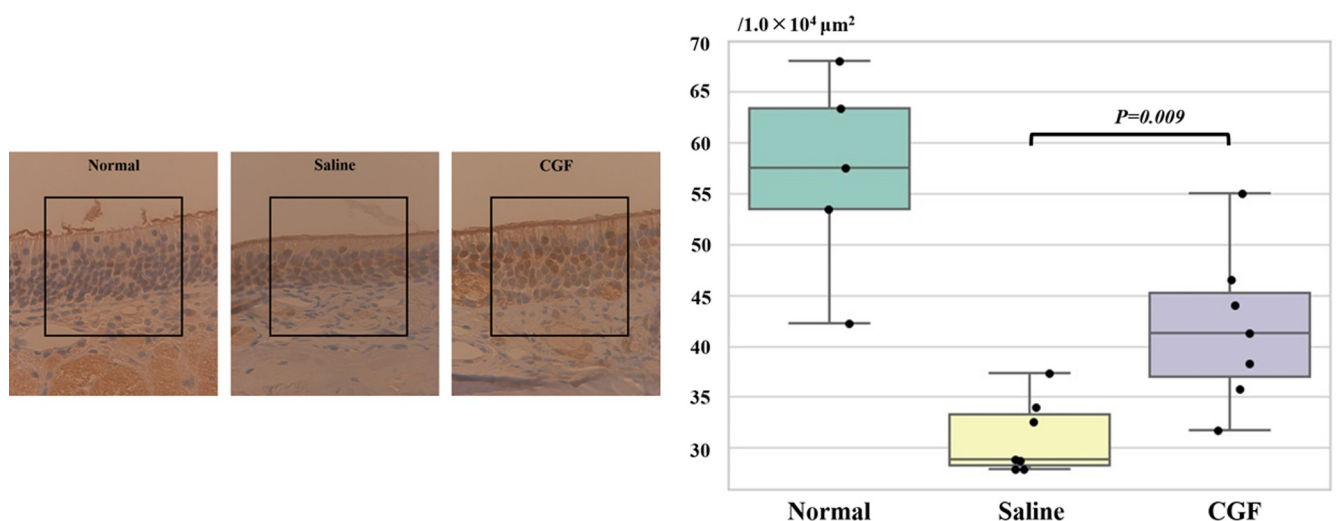 Normal
Saline
CGF
/1.0×10⁴ μm²
70
65
60
55
50
45
40
35
30
P=0.009
Normal
Saline
CGF